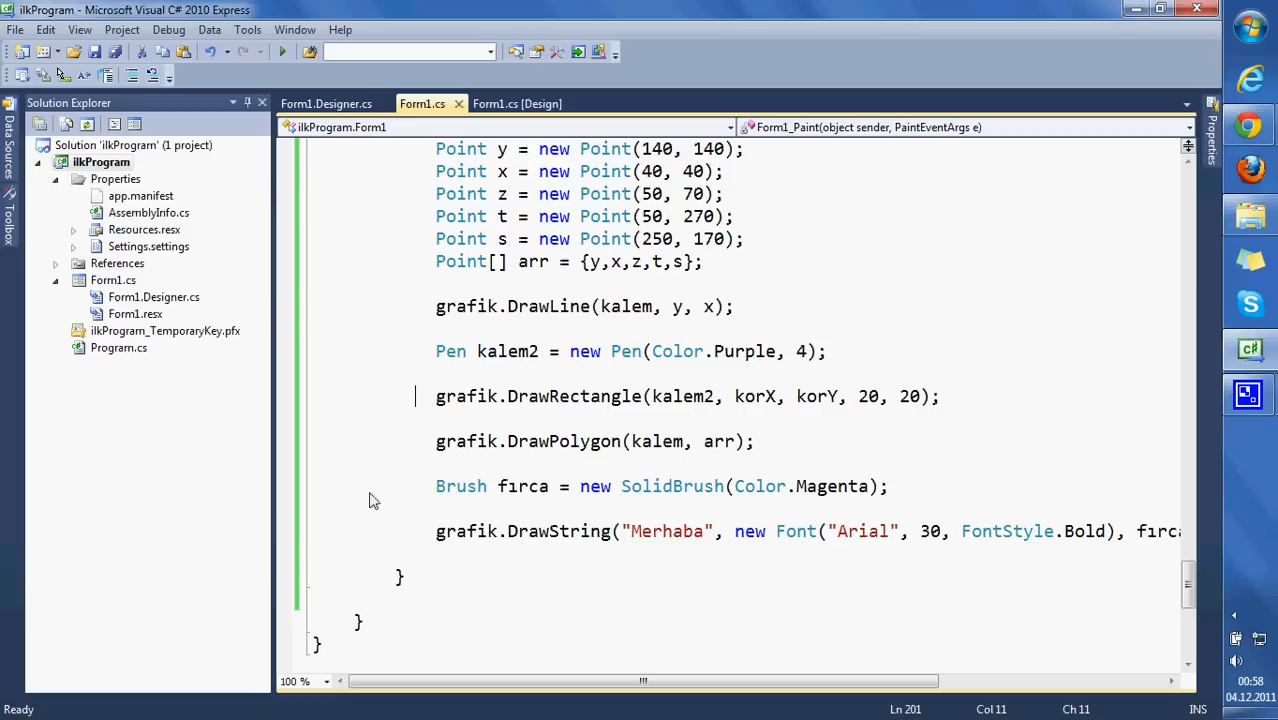 ilkProgram - Microsoft Visual C# 2010 Express
File Edit View Project Debug Data Tools Window Help
Solution Explorer
Form1.Designer.cs Form1.cs Form1.cs [Design]
ilkProgram.Form1 Form1_Paint(object sender, PaintEventArgs e)
Data Sources
Toolbox
Properties
Solution 'ilkProgram' (1 project)
ilkProgram
Properties
app.manifest
AssemblyInfo.cs
Resources.resx
Settings.settings
References
Form1.cs
Form1.Designer.cs
Form1.resx
ilkProgram_TemporaryKey.pfx
Program.cs
Point y = new Point(140, 140);
Point x = new Point(40, 40);
Point z = new Point(50, 70);
Point t = new Point(50, 270);
Point s = new Point(250, 170);
Point[] arr = {y,x,z,t,s};
grafik.DrawLine(kalem, y, x);
Pen kalem2 = new Pen(Color.Purple, 4);
grafik.DrawRectangle(kalem2, korX, korY, 20, 20);
grafik.DrawPolygon(kalem, arr);
Brush fırca = new SolidBrush(Color.Magenta);
grafik.DrawString("Merhaba", new Font("Arial", 30, FontStyle.Bold), fırca
}
}
}
100 %
Ready Ln 201 Col 11 Ch 11 INS
00:58
04.12.2011